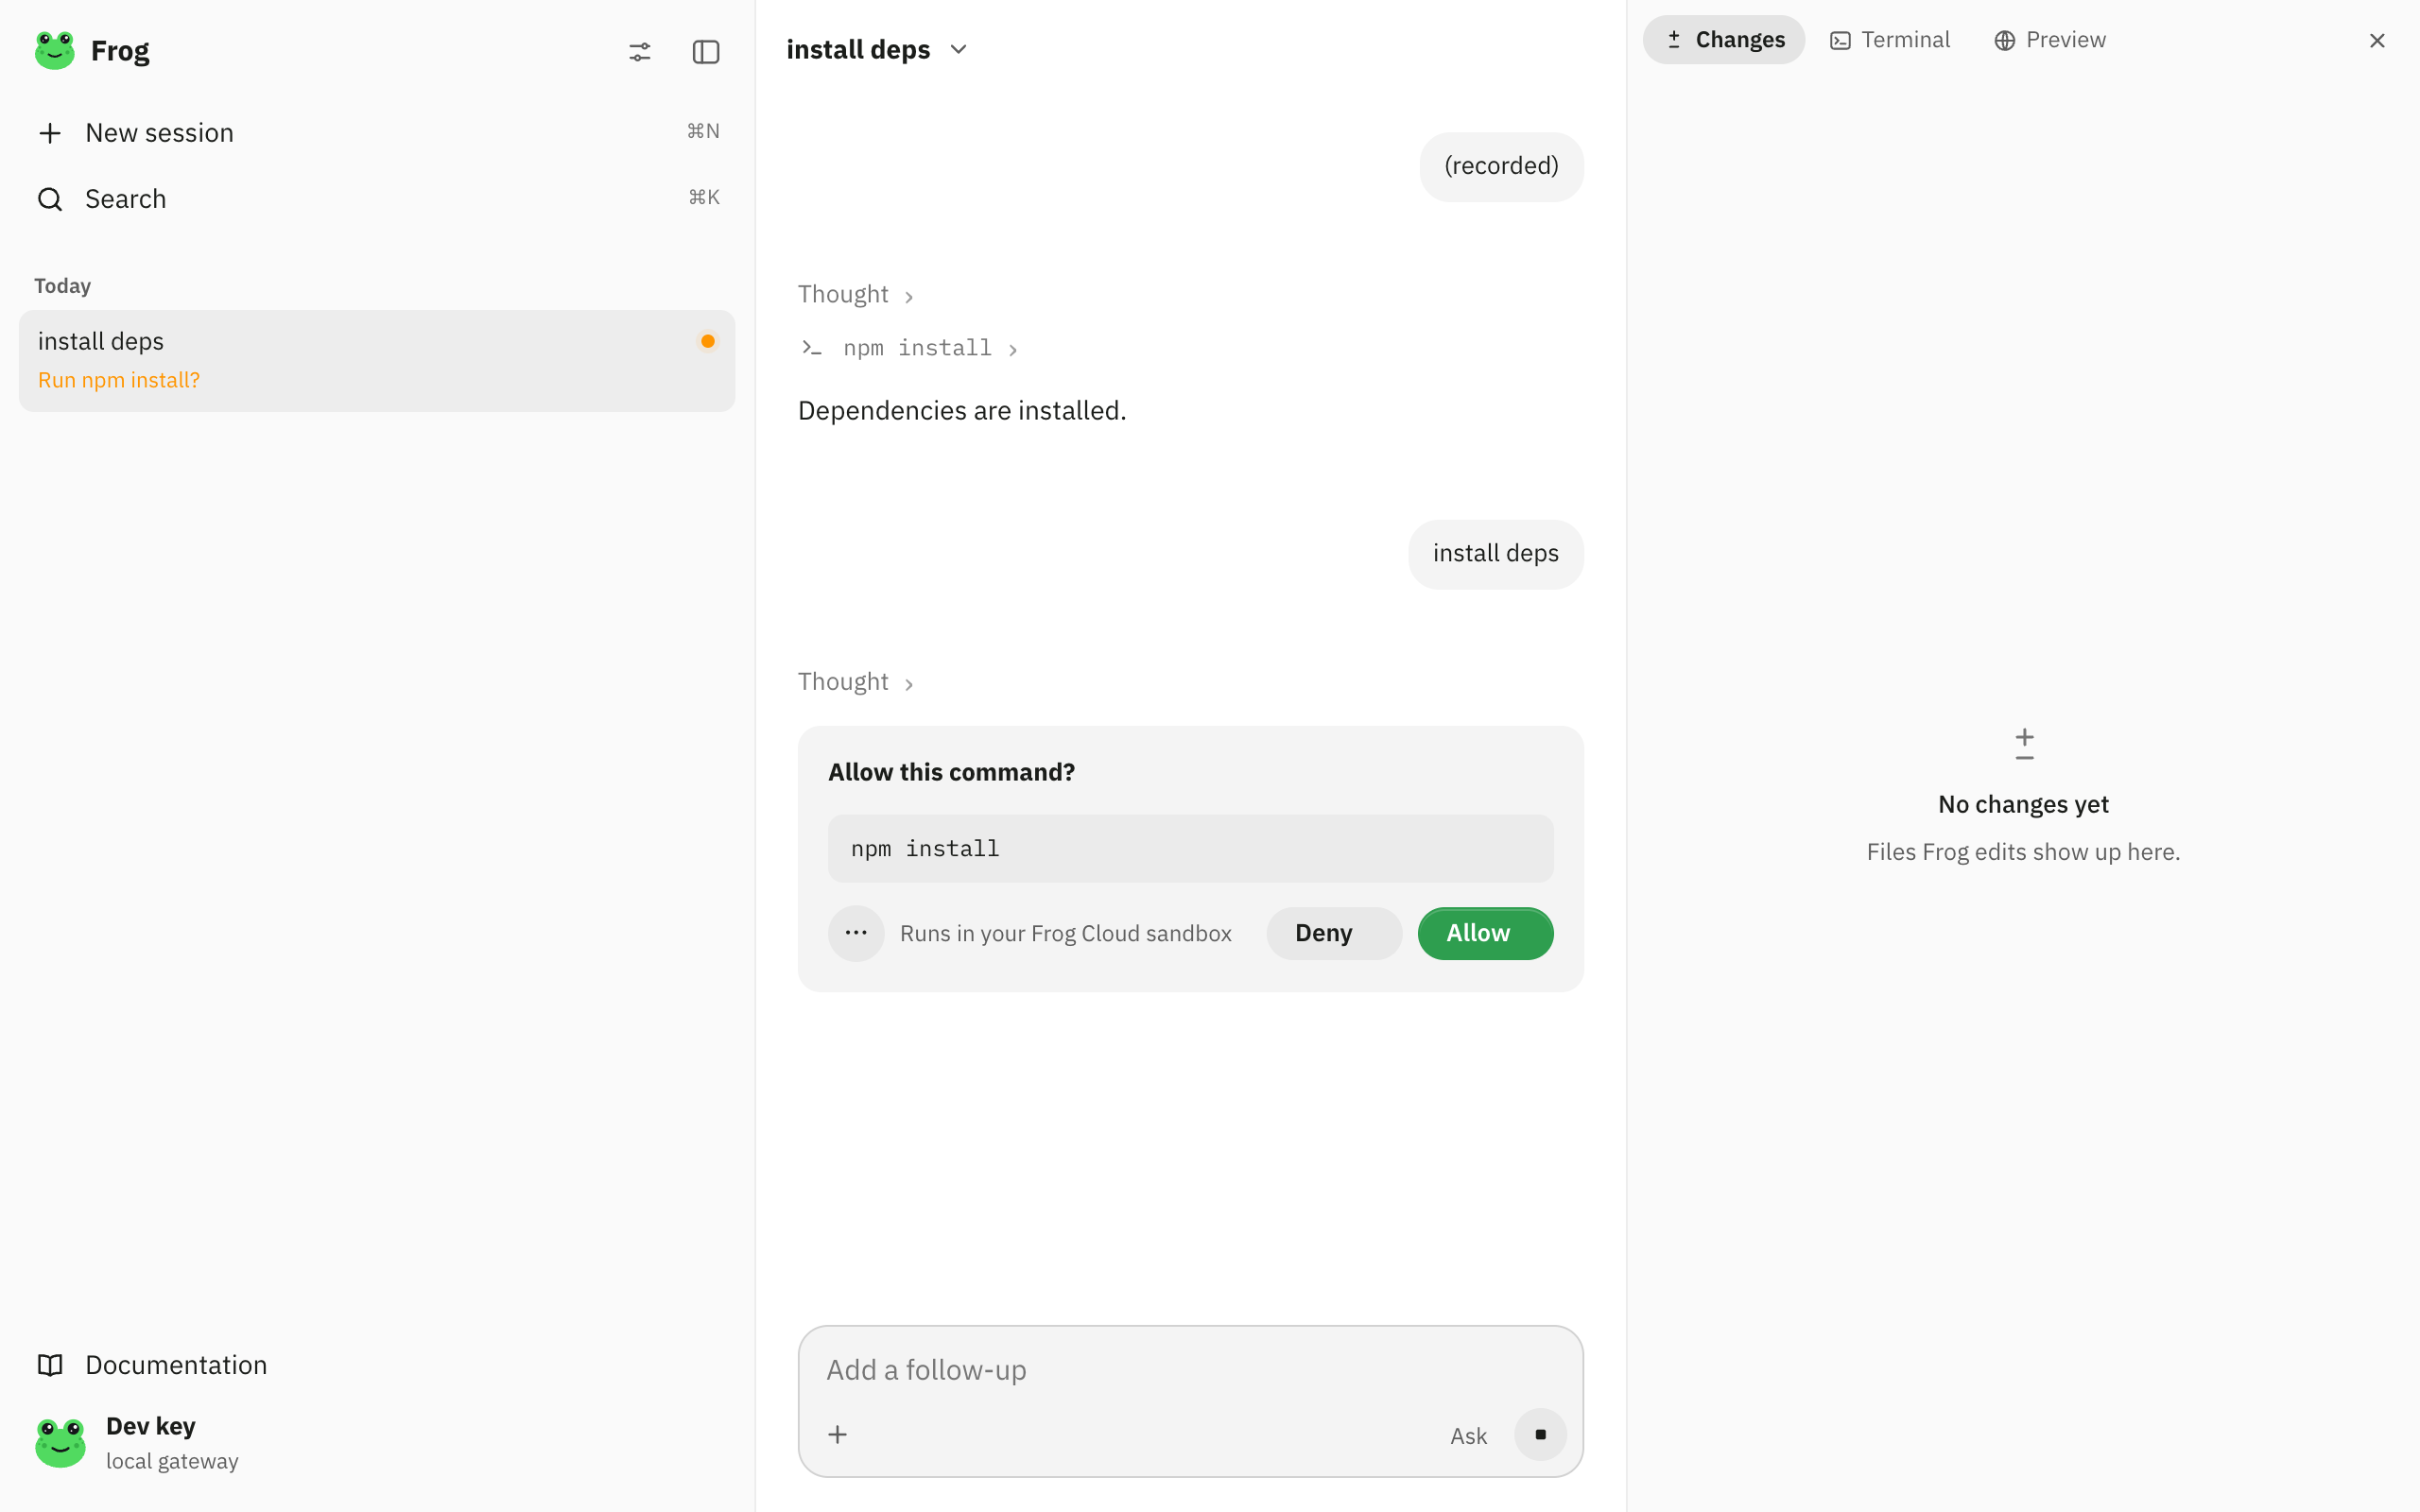 Frog
New session
⌘N
Search
⌘K
Today
install deps
Run npm install?
Documentation
Dev key
local gateway
install deps
(recorded)
Thought
npm install
Dependencies are installed.
install deps
Thought
Allow this command?
npm install
Runs in your Frog Cloud sandbox
Deny
Allow
Add a follow-up
Ask
Changes
Terminal
Preview
No changes yet
Files Frog edits show up here.